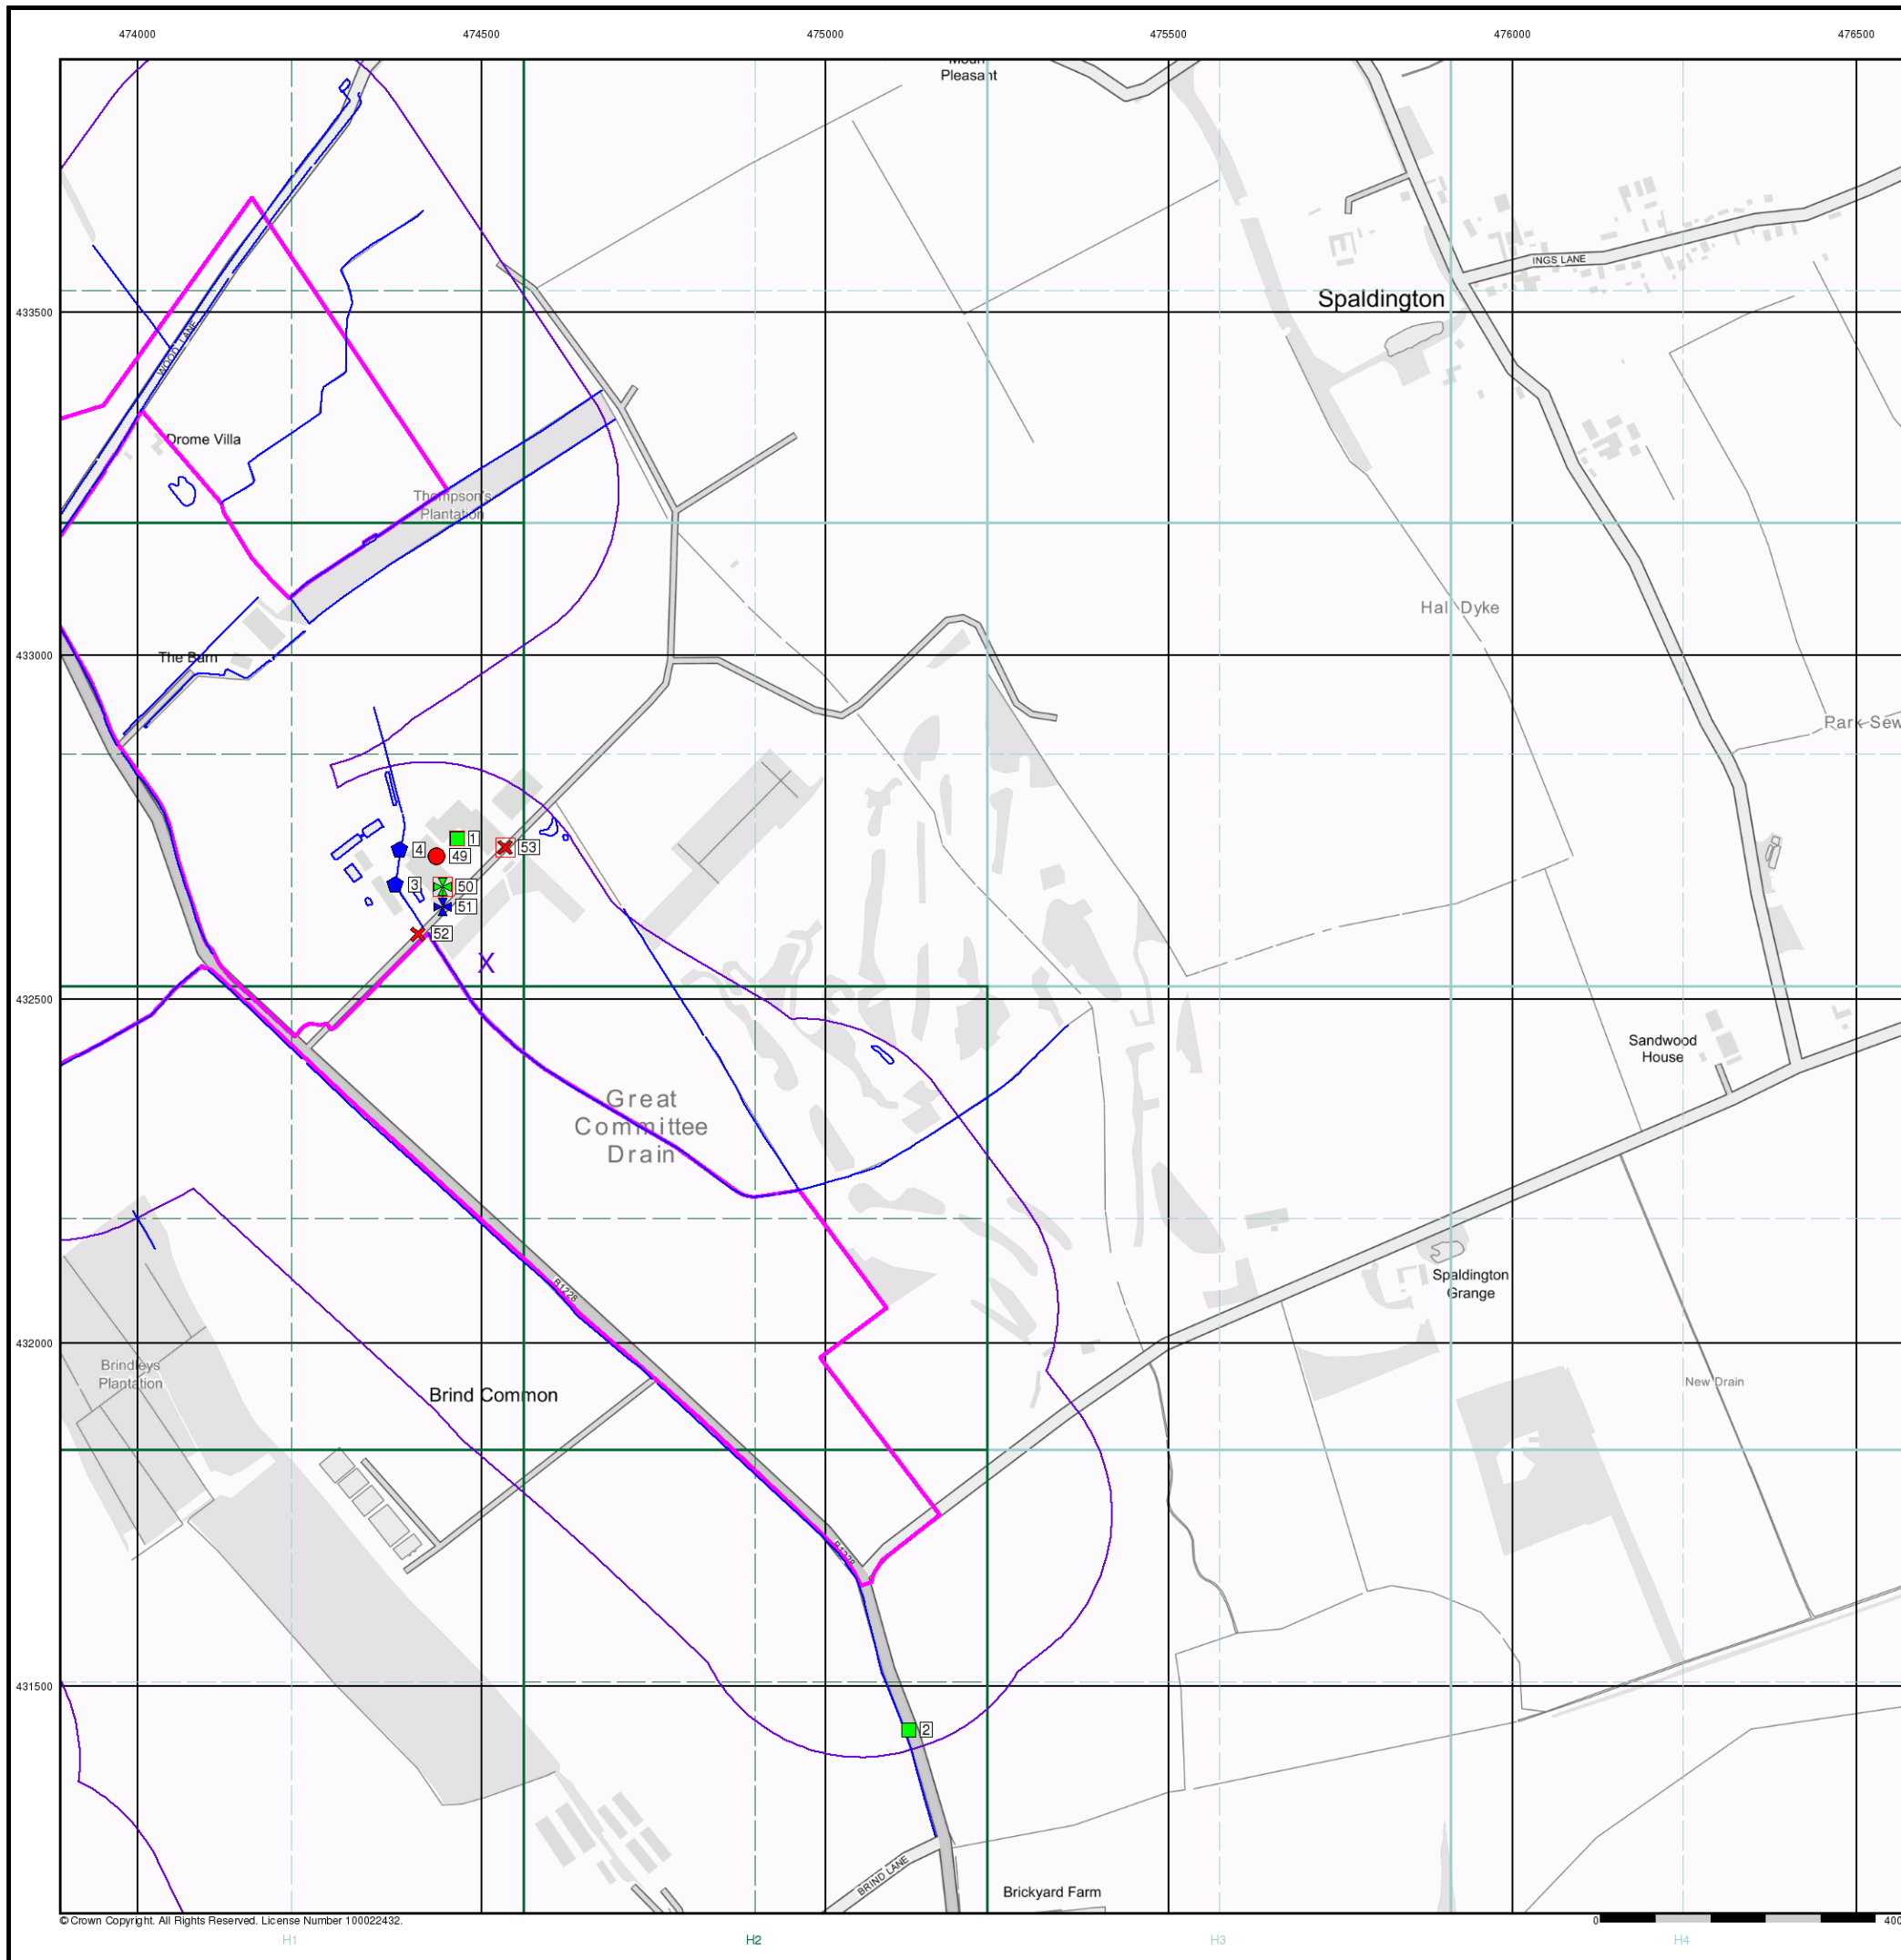 474000 474500 475000 475500 476000 476500
Pleasant
INGS LANE
433500
Spaldington
WOOD LANE
Drome Villa
Thompson's
Plantation
Hall Dyke
433000
The Barn
Park Sew
1
4
49
53
3
50
51
52
X
432500
Sandwood
House
Great
Committee
Drain
B1228
Spaldington
Grange
432000
Brindleys
Plantation
Brind Common
New Drain
B1228
431500
2
BRIND LANE
Brickyard Farm
© Crown Copyright. All Rights Reserved. License Number 100022432.
0 400
H1 H2 H3 H4